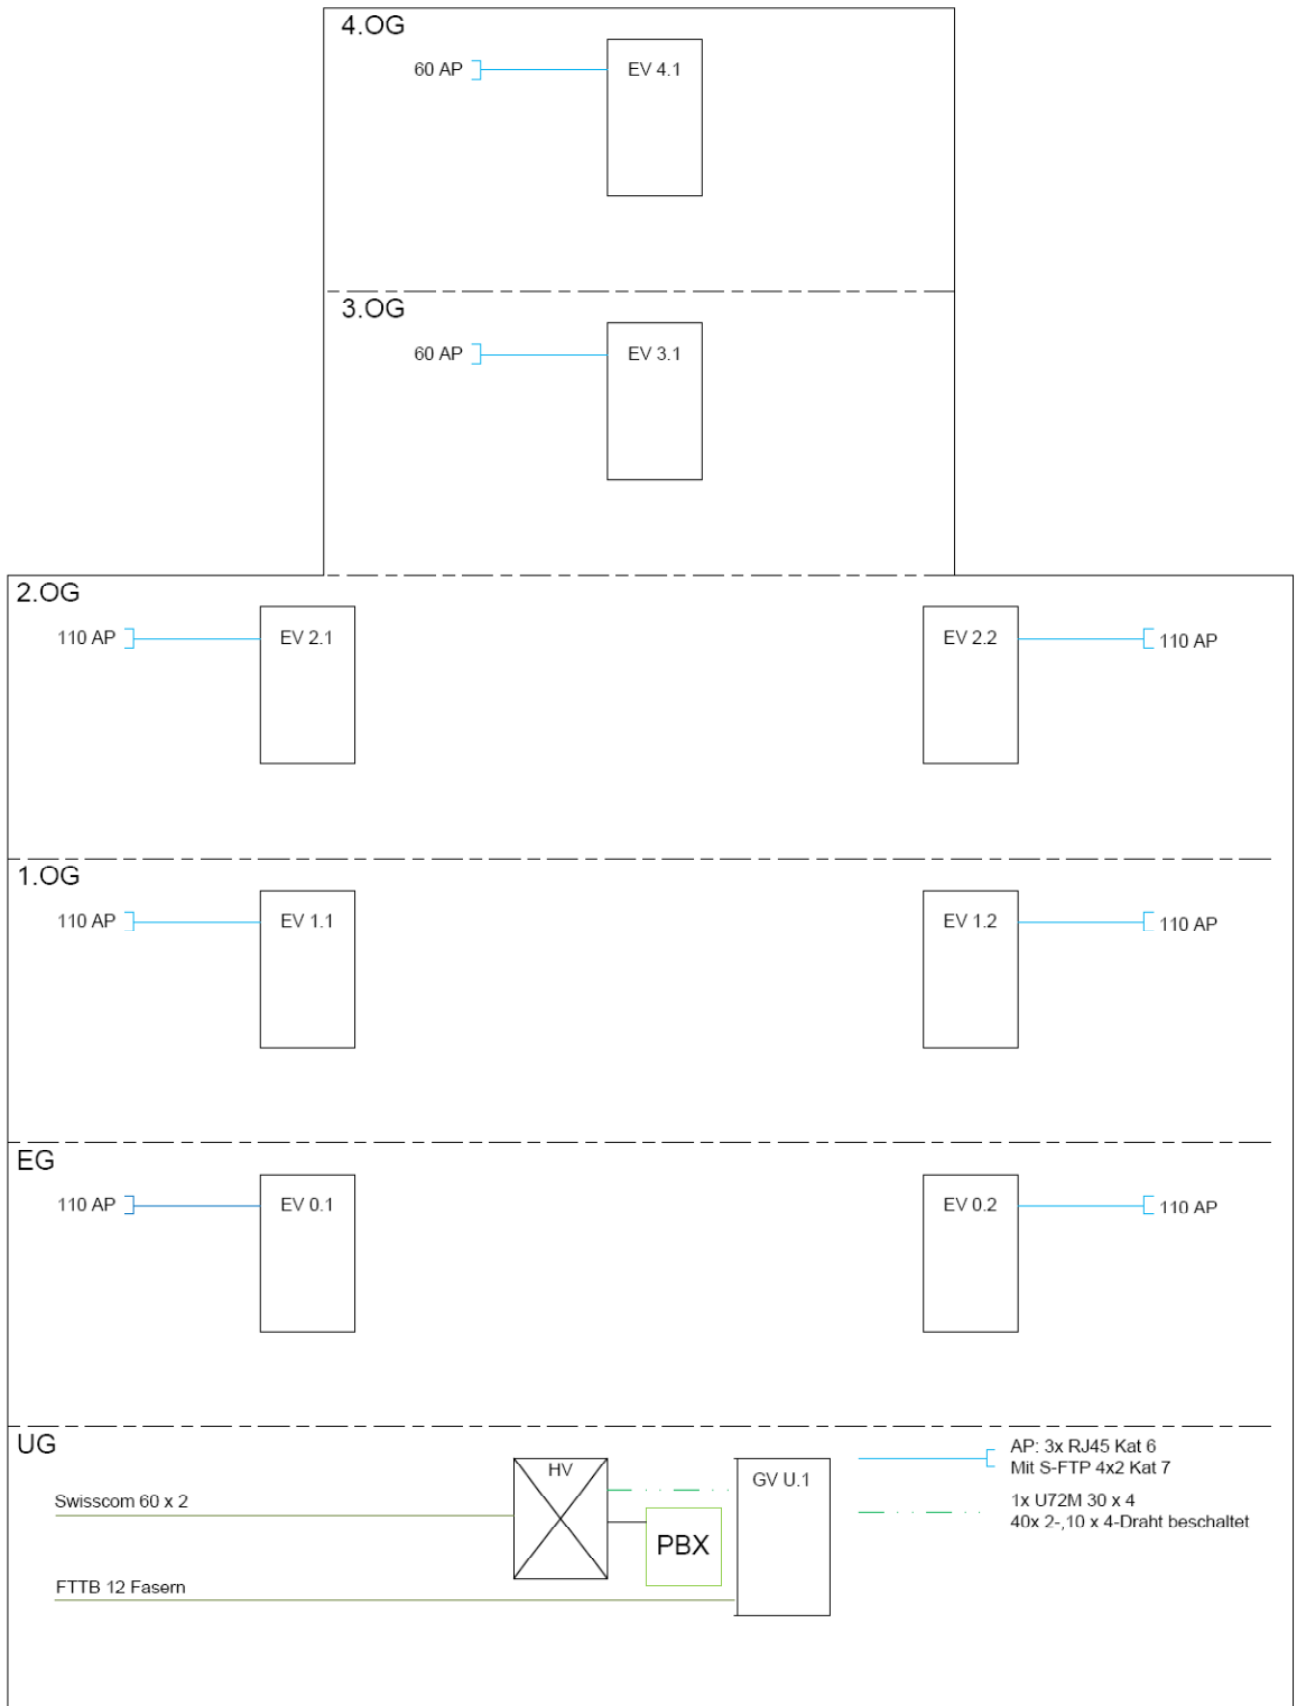 4.OG
60 AP
EV 4.1
3.OG
60 AP
EV 3.1
2.OG
110 AP
EV 2.1
EV 2.2
110 AP
1.OG
110 AP
EV 1.1
EV 1.2
110 AP
EG
110 AP
EV 0.1
EV 0.2
110 AP
UG
HV
GV U.1
AP: 3x RJ45 Kat 6
Mit S-FTP 4x2 Kat 7
Swisscom 60 x 2
1x U72M 30 x 4
40x 2-,10 x 4-Draht beschaltet
PBX
FTTB 12 Fasern